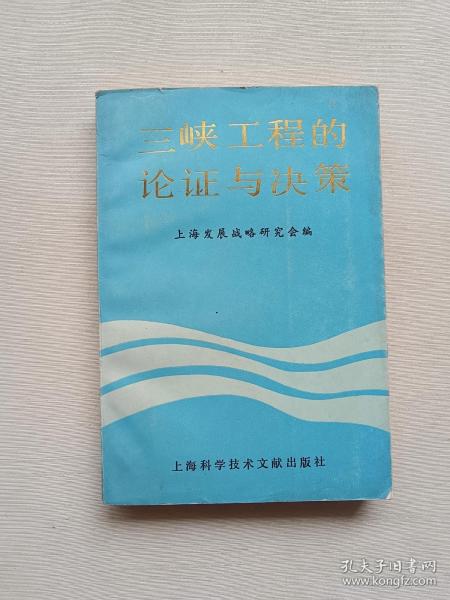 三峡工程的
论证与决策
上海发展战略研究会编
上海科学技术文献出版社
孔夫子旧书网
www.kongfz.com